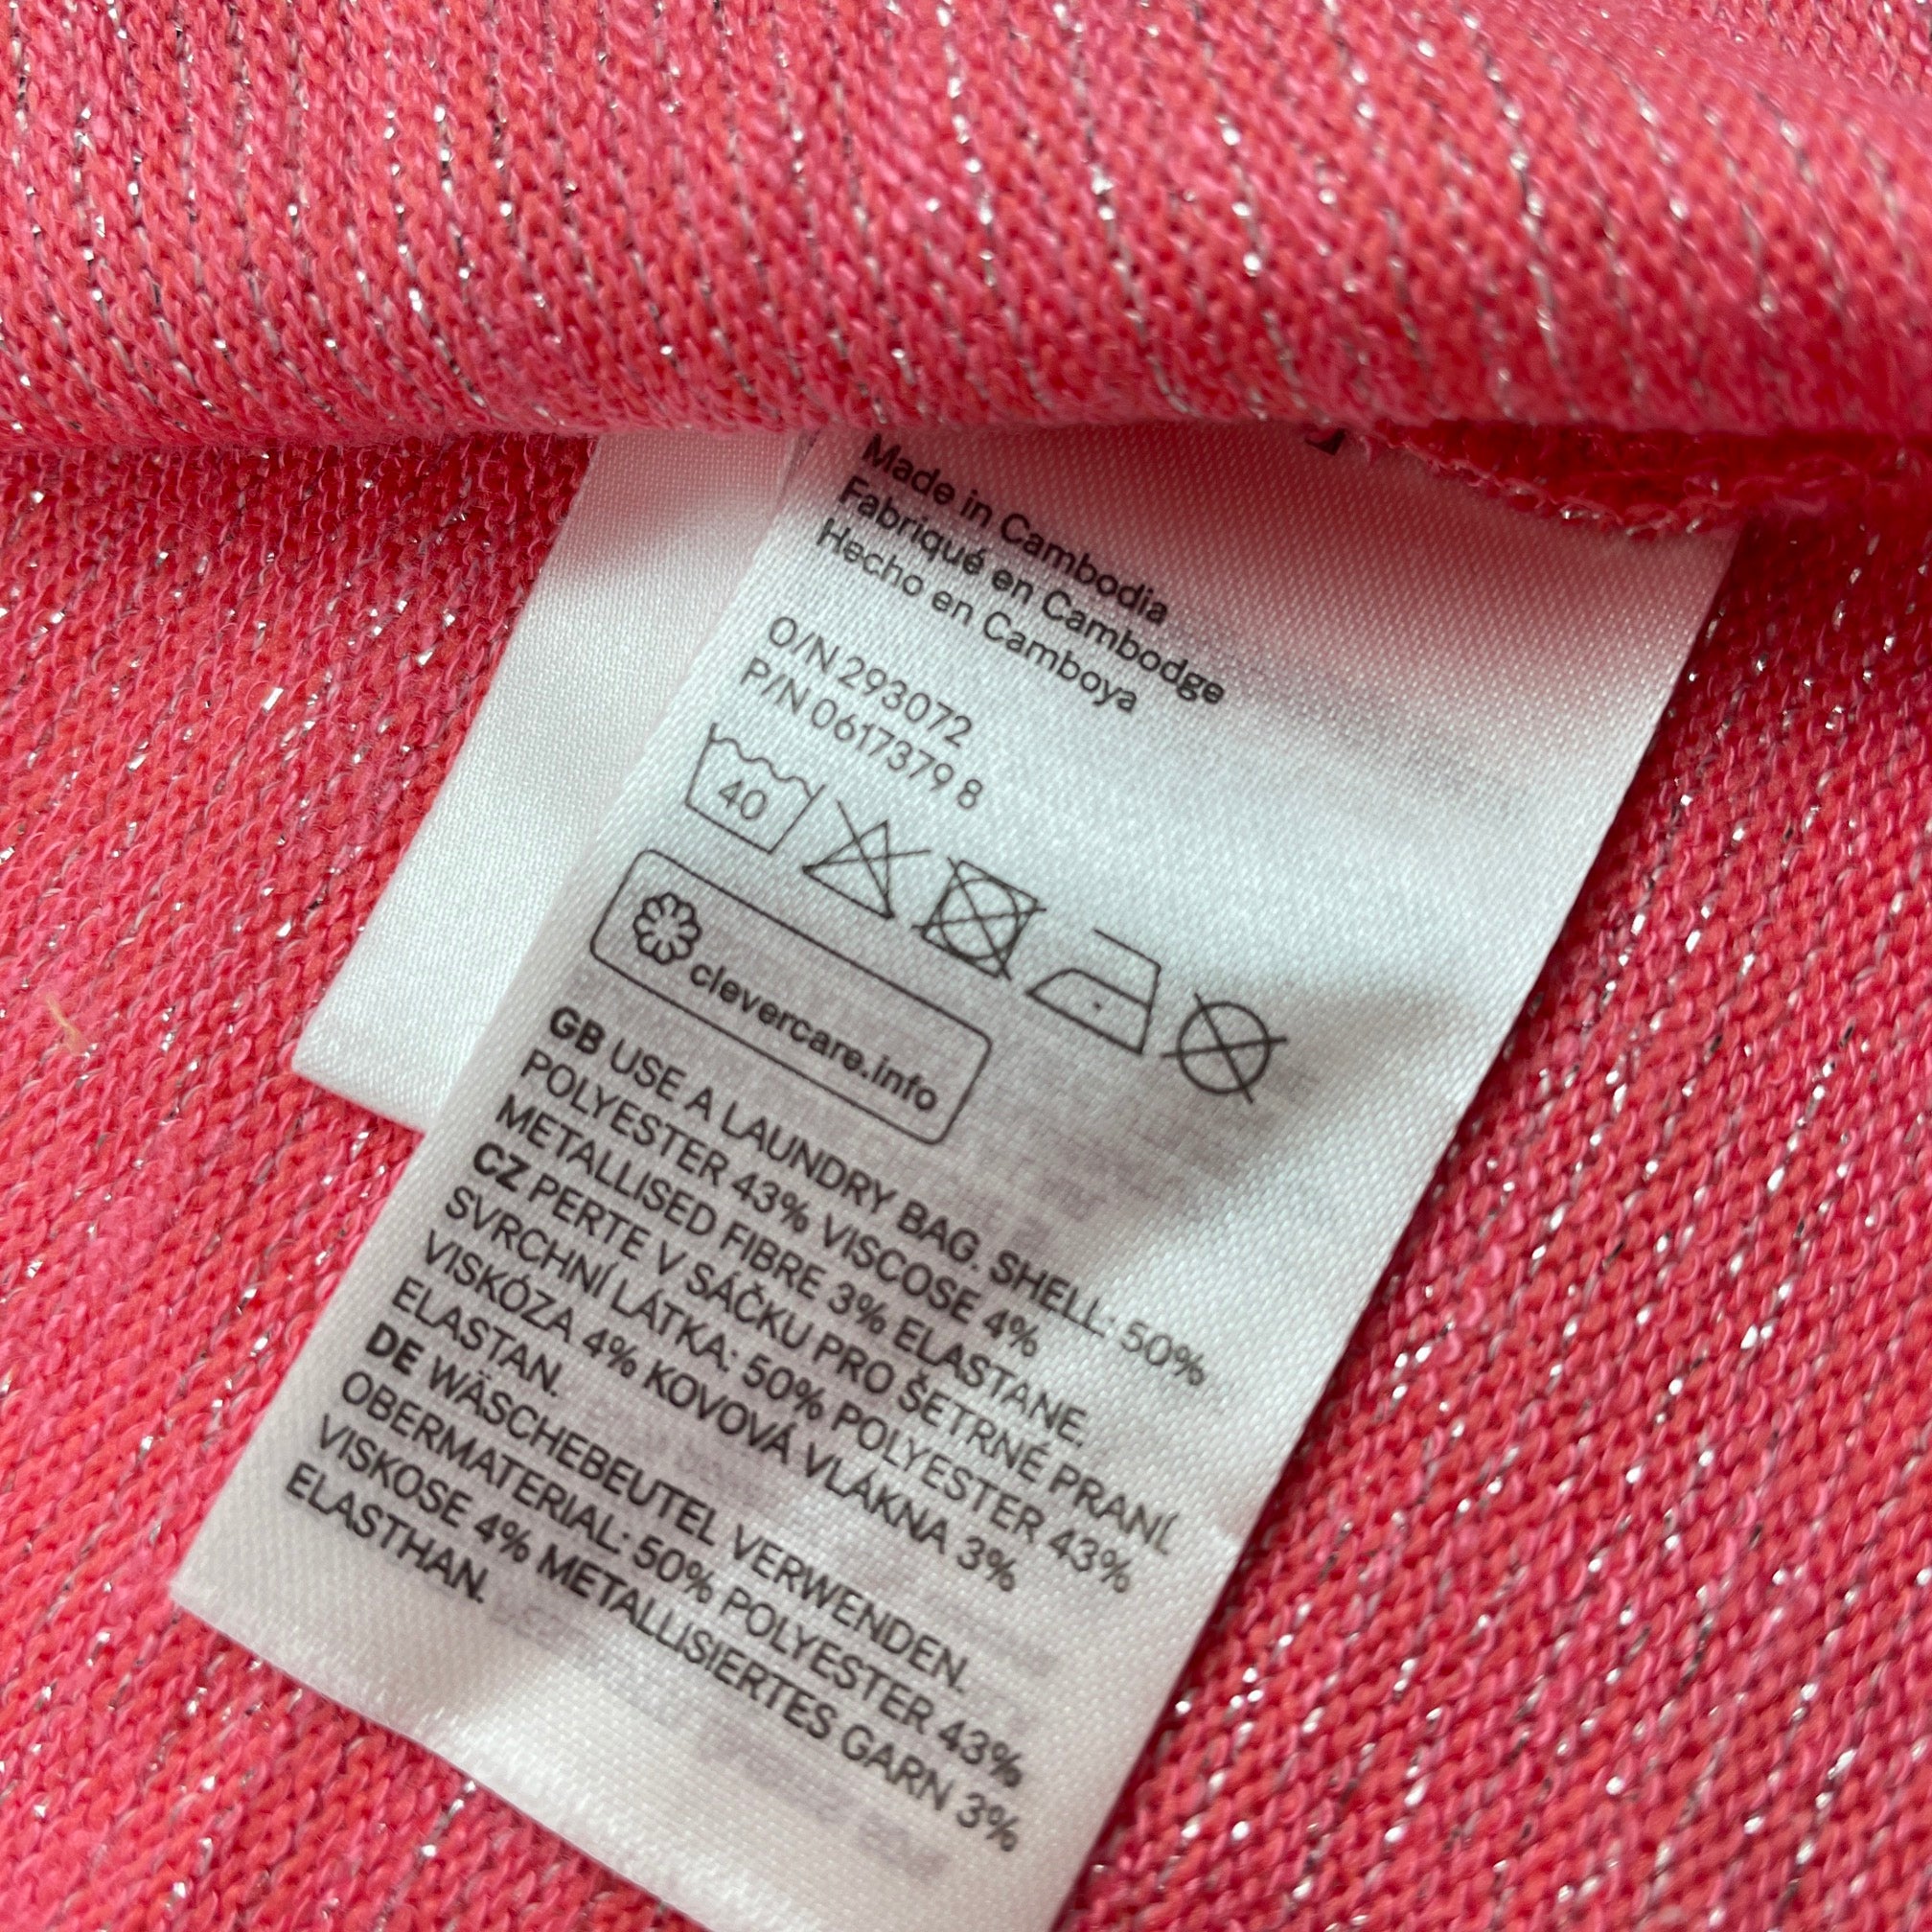 Made in Cambodia
Fabriqué en Cambodge
Hecho en Camboya
O/N 293072
P/N 0617379 8
40
clevercare.info
GB USE A LAUNDRY BAG. SHELL: 50%
POLYESTER 43% VISCOSE 4%
METALLISED FIBRE 3% ELASTANE.
CZ PERTE V SÁČKU PRO ŠETRNÉ PRANÍ.
SVRCHNÍ LÁTKA: 50% POLYESTER 43%
VISKÓZA 4% KOVOVÁ VLÁKNA 3%
ELASTAN.
DE WÄSCHEBEUTEL VERWENDEN.
OBERMATERIAL: 50% POLYESTER 43%
VISKOSE 4% METALLISIERTES GARN 3%
ELASTHAN.